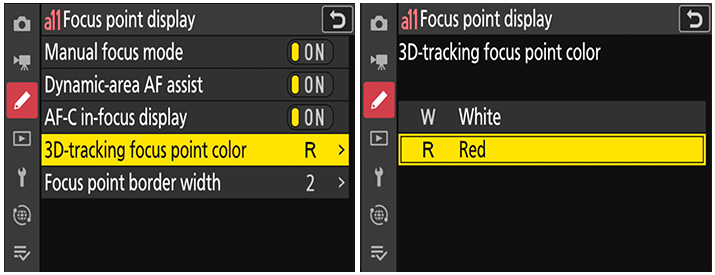 a11 Focus point display
Manual focus mode ON
Dynamic-area AF assist ON
AF-C in-focus display ON
3D-tracking focus point color R >
Focus point border width 2 >
a11 Focus point display
3D-tracking focus point color
W White
R Red